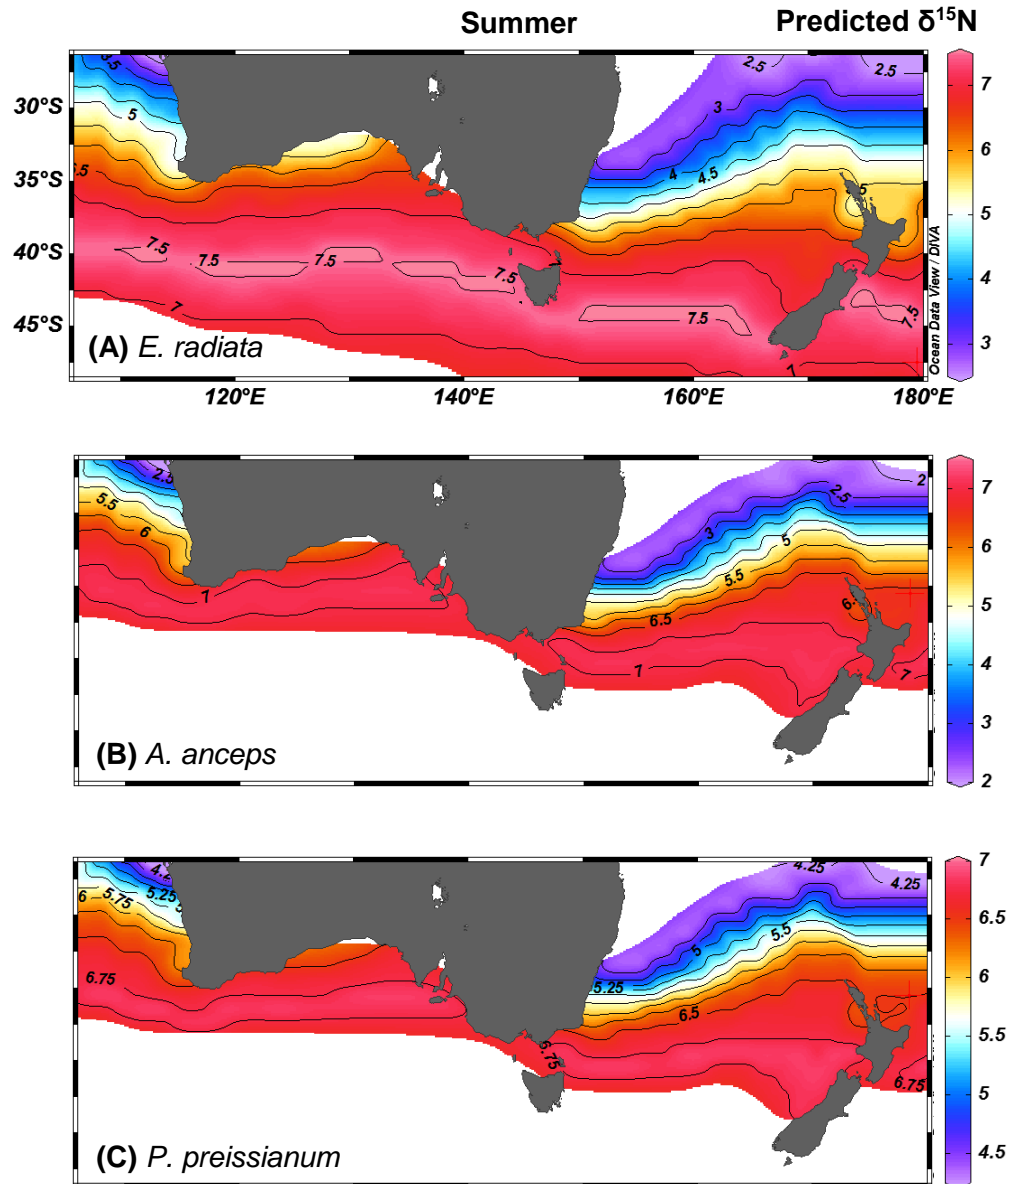 Summer Predicted δ¹⁵N
3.5 2.5 2.5 7
30°S 5 3 6
35°S 5.5 4 4.5 5
40°S 7.5 7.5 7.5 7 4
7.5
45°S 7 7.5 7.5 3
(A) E. radiata 7 Ocean Data View / DIVA
120°E 140°E 160°E 180°E
2.5 2 7
5.5 2.5
6 3 5 6
5.5 5
7 6.5 4
7 7 3
(B) A. anceps 2
4.25 4.25 4.25 7
6 5.75 5.25 5 5.5 6.5
5.25 6
6.75 6.5 5.5
6.75 6.75 5
(C) P. preissianum 4.5